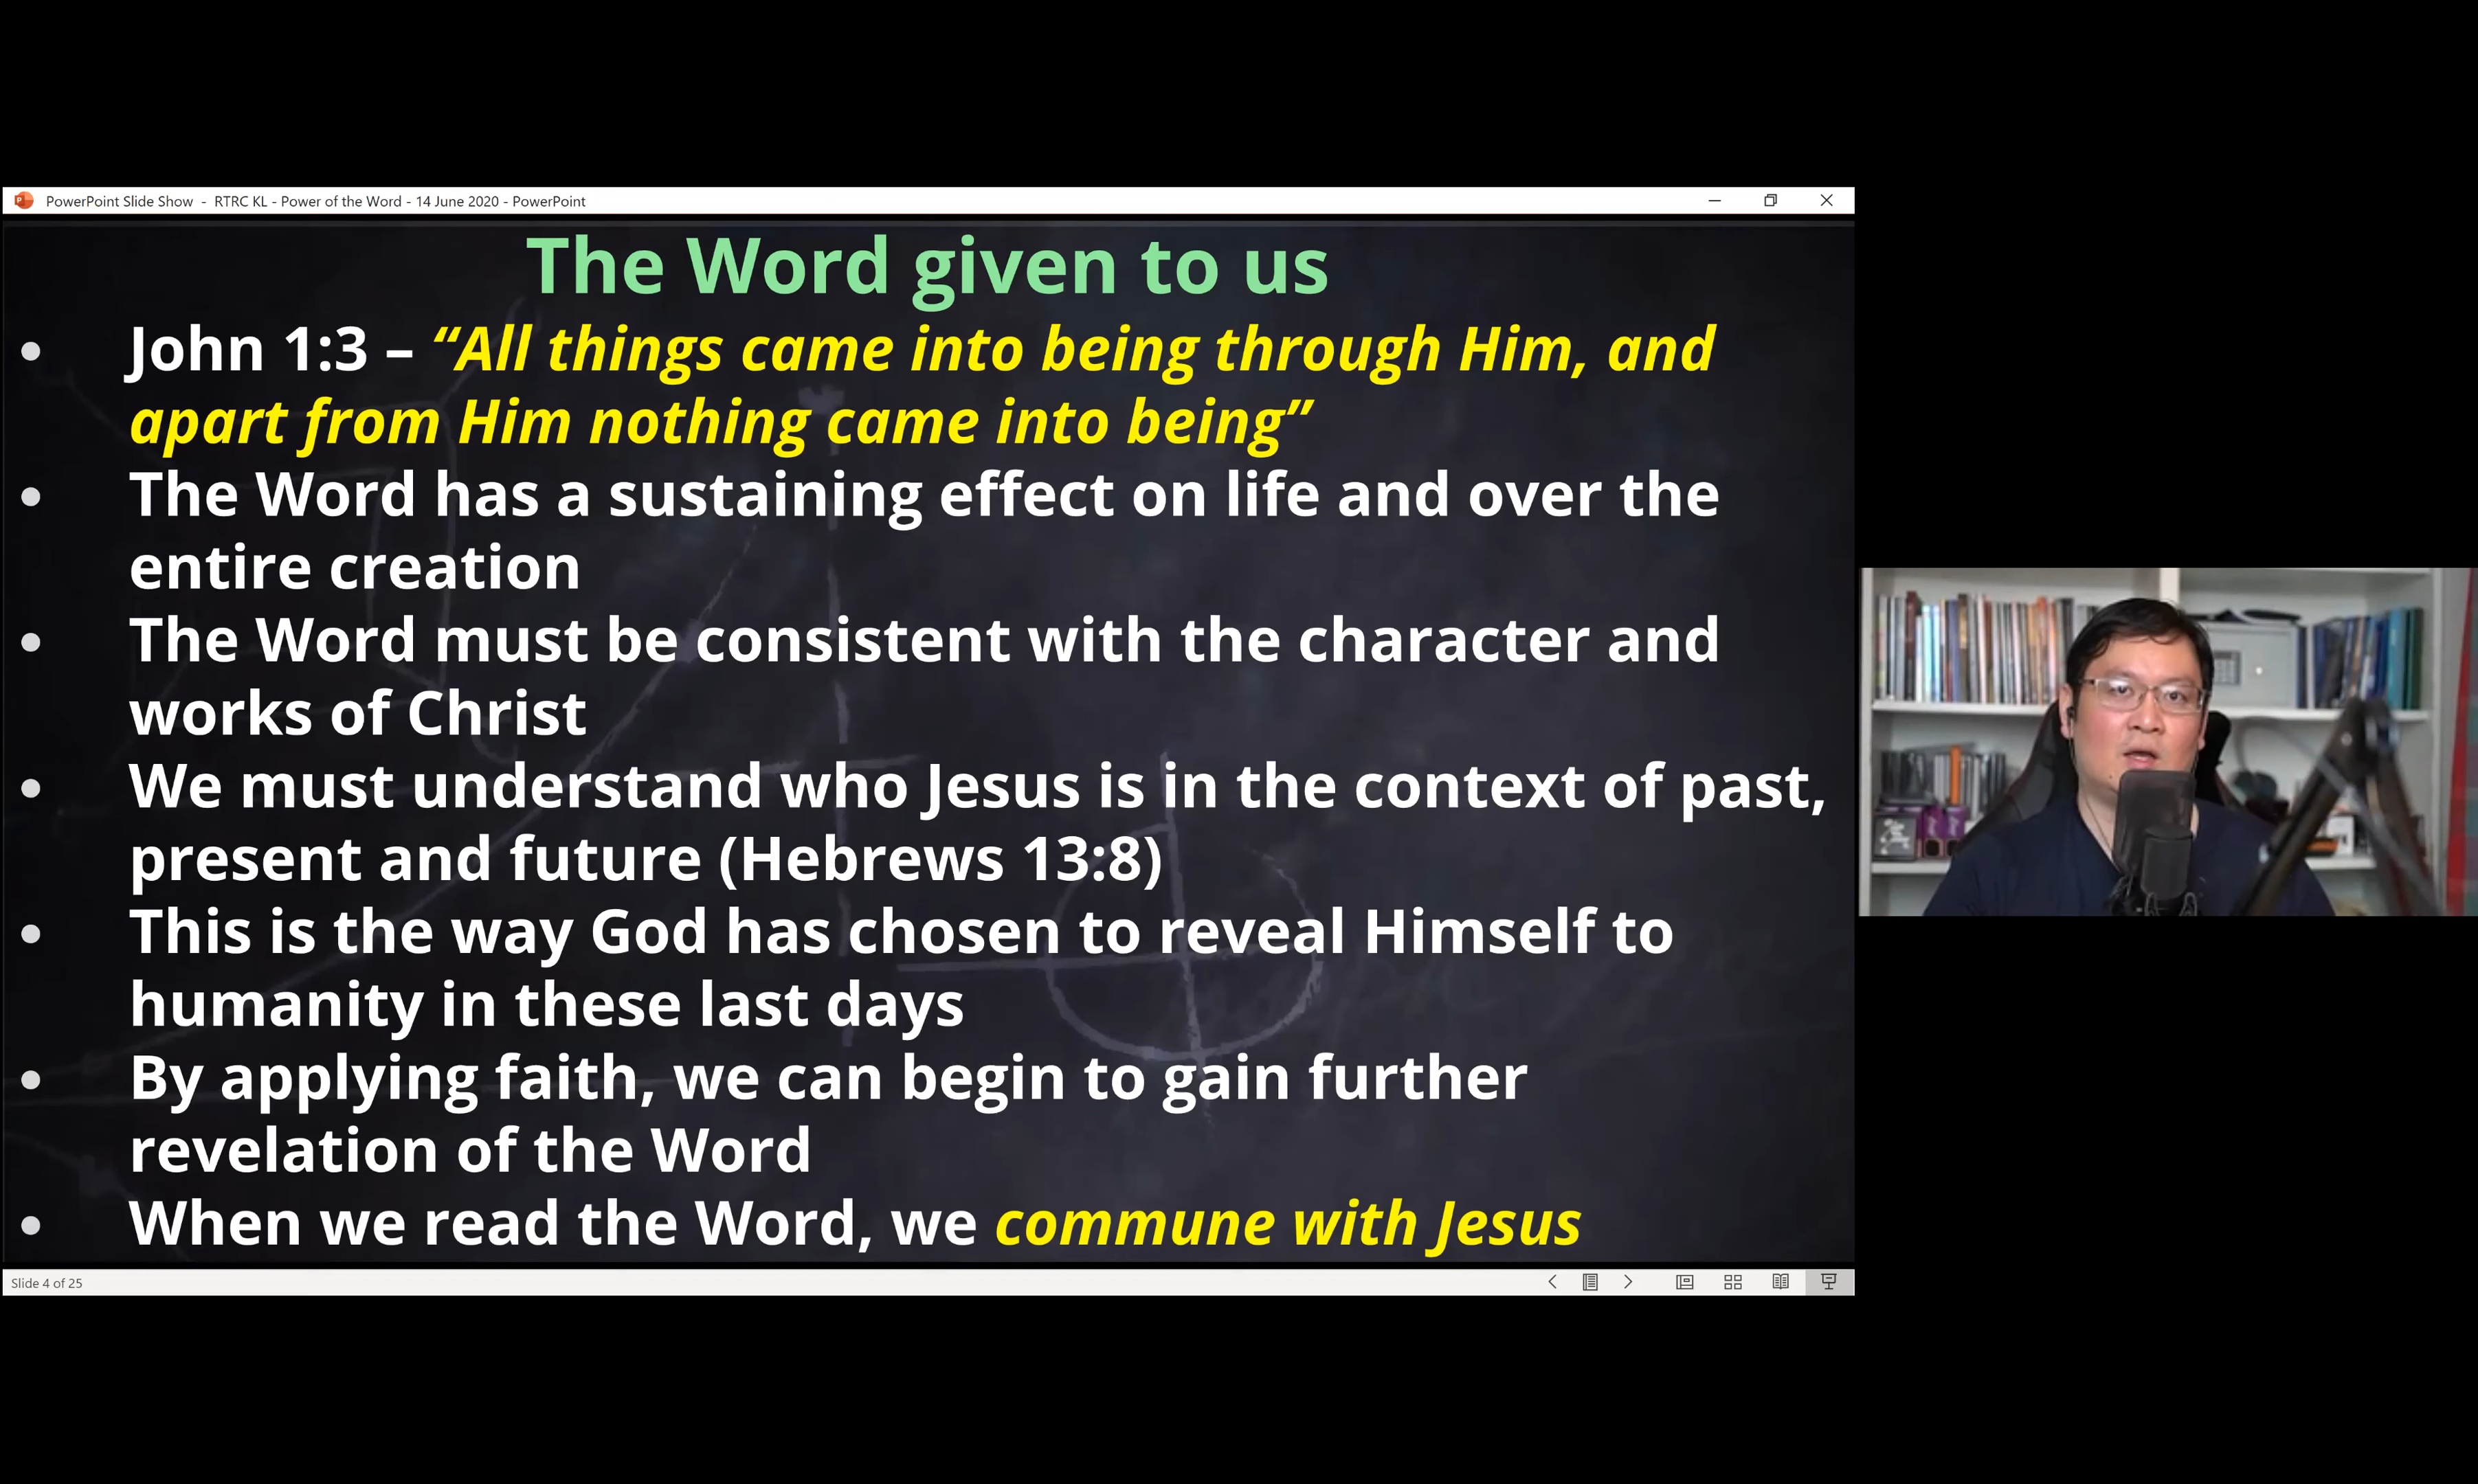 PowerPoint Slide Show - RTRC KL - Power of the Word - 14 June 2020 - PowerPoint
The Word given to us
• John 1:3 – “All things came into being through Him, and
apart from Him nothing came into being”
• The Word has a sustaining effect on life and over the
entire creation
• The Word must be consistent with the character and
works of Christ
• We must understand who Jesus is in the context of past,
present and future (Hebrews 13:8)
• This is the way God has chosen to reveal Himself to
humanity in these last days
• By applying faith, we can begin to gain further
revelation of the Word
• When we read the Word, we commune with Jesus
Slide 4 of 25